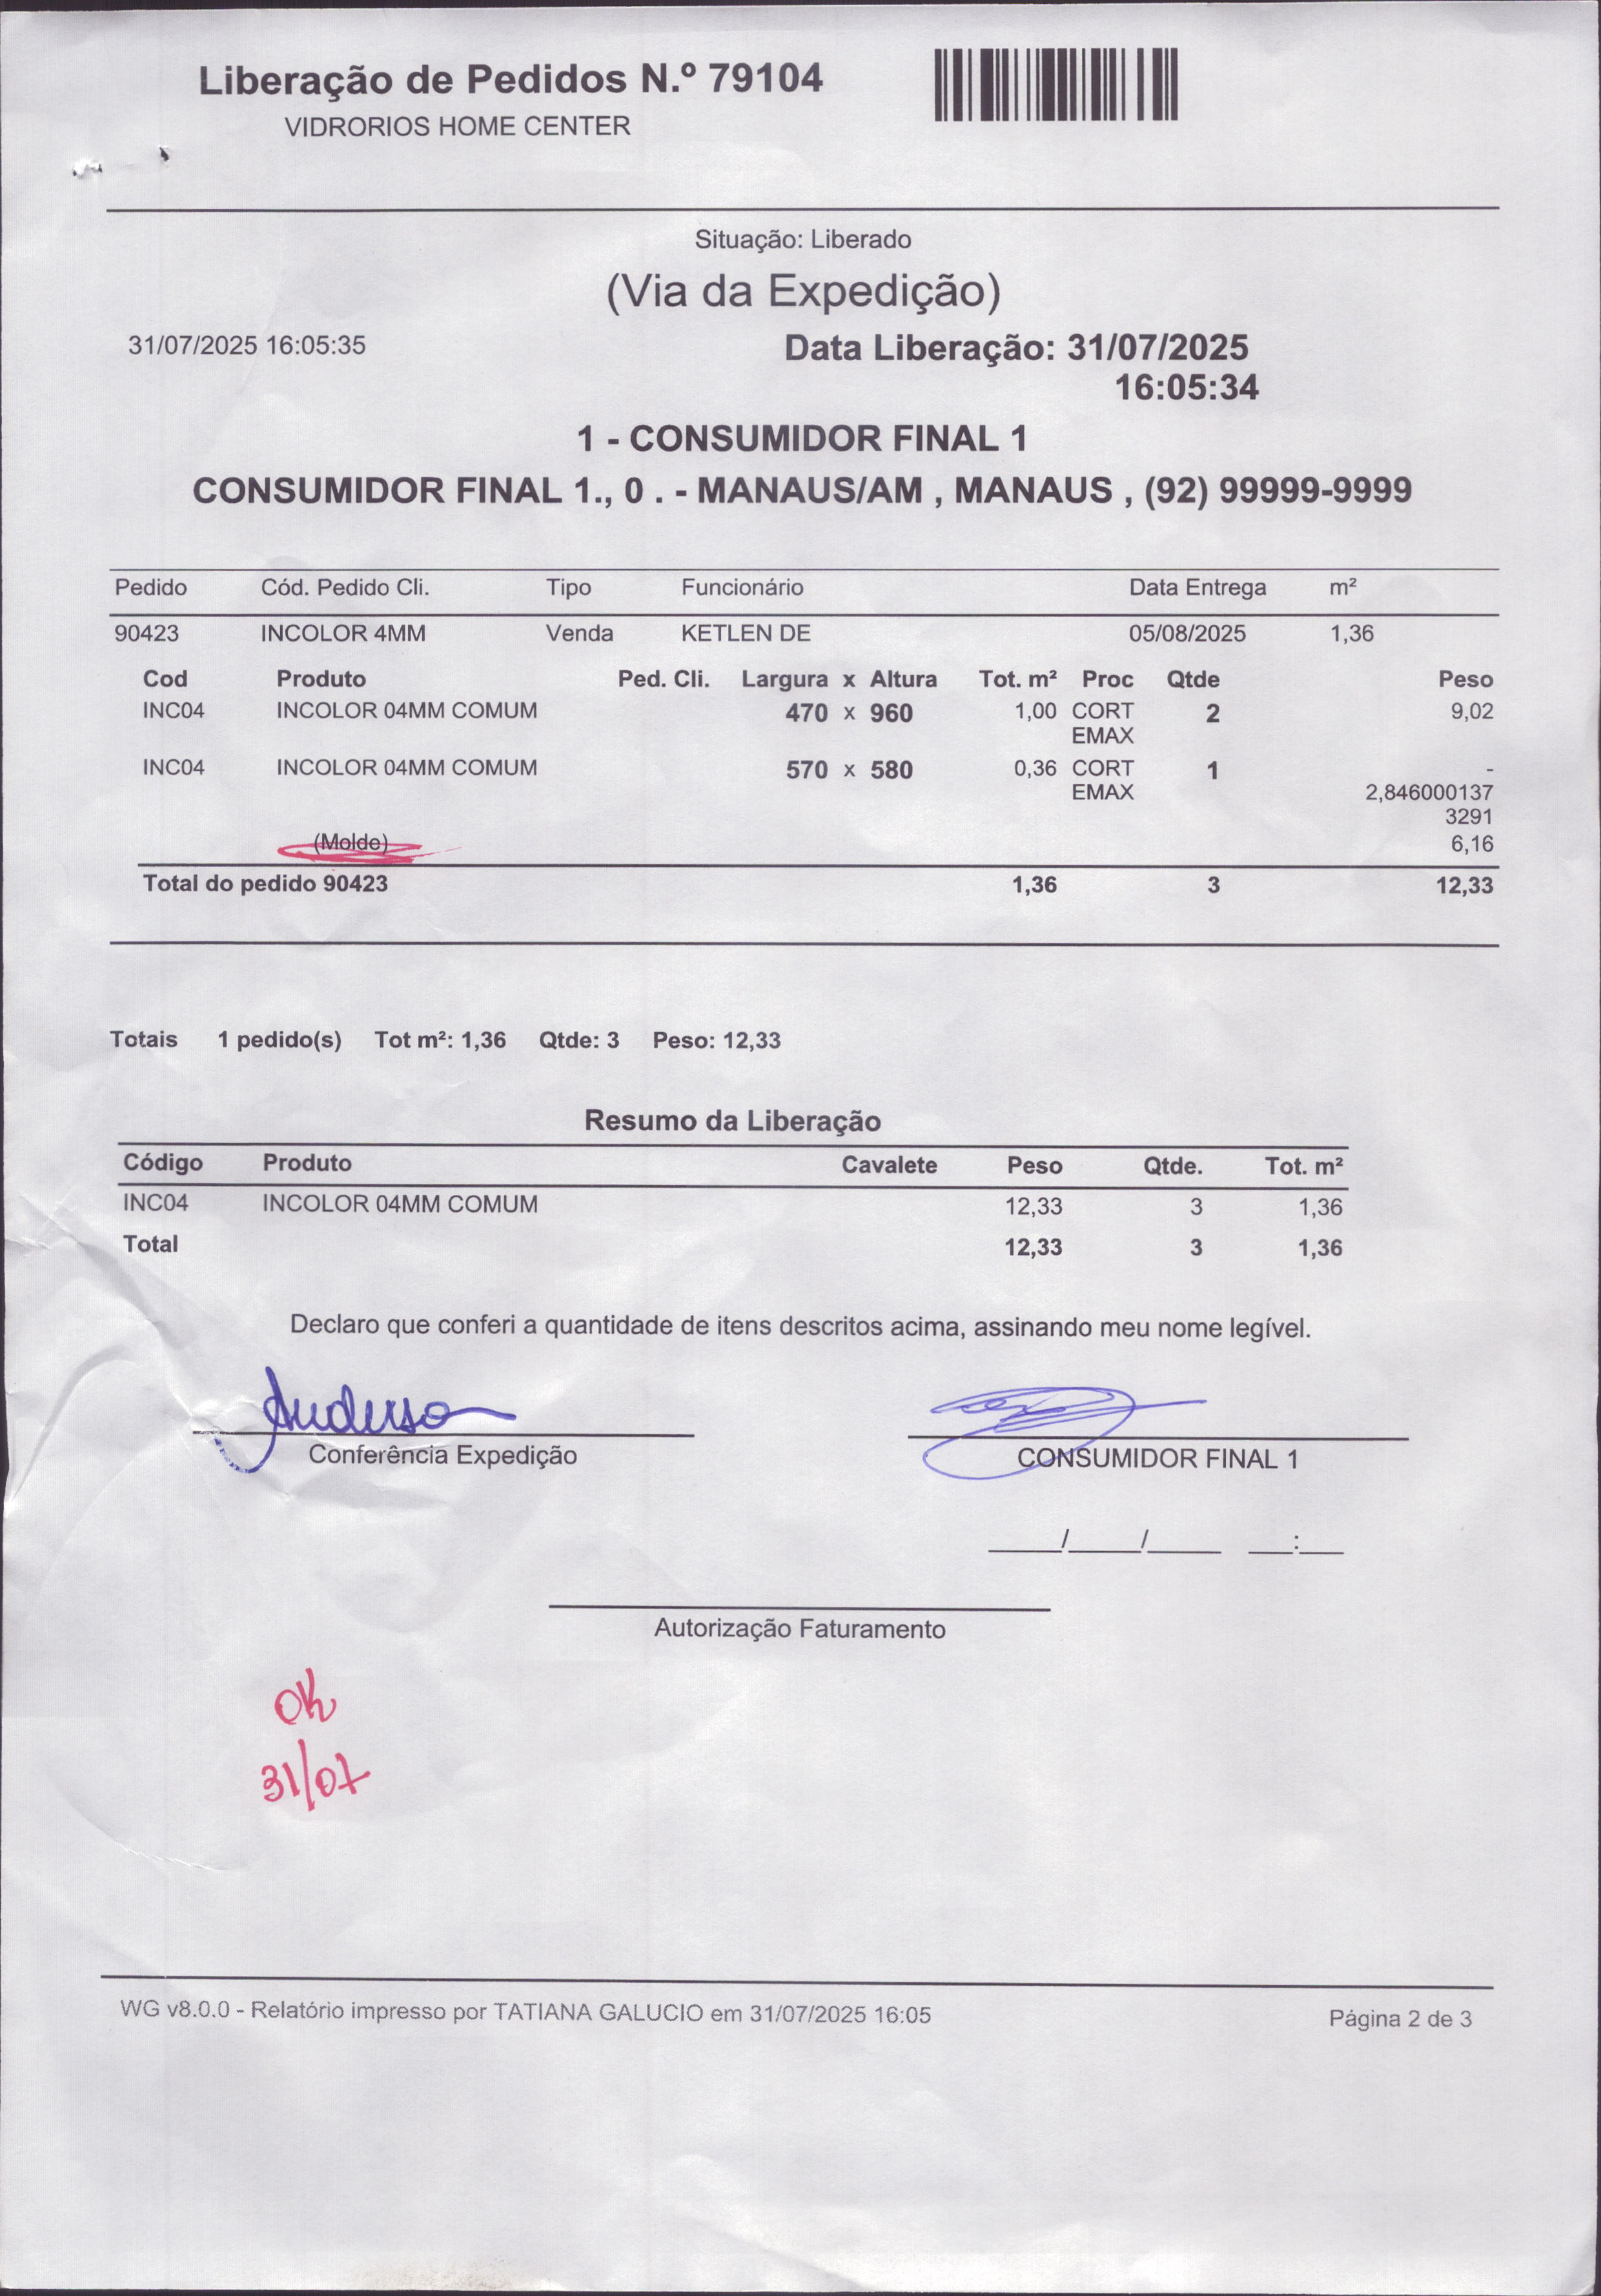 Liberação de Pedidos N.º 79104
VIDRORIOS HOME CENTER
Situação: Liberado
(Via da Expedição)
31/07/2025 16:05:35
Data Liberação: 31/07/2025
16:05:34
1 - CONSUMIDOR FINAL 1
CONSUMIDOR FINAL 1., 0 . - MANAUS/AM , MANAUS , (92) 99999-9999
Pedido Cód. Pedido Cli. Tipo Funcionário Data Entrega m²
90423 INCOLOR 4MM Venda KETLEN DE 05/08/2025 1,36
Cod Produto Ped. Cli. Largura x Altura Tot. m² Proc Qtde Peso
INC04 INCOLOR 04MM COMUM 470 x 960 1,00 CORT 2 9,02
EMAX
INC04 INCOLOR 04MM COMUM 570 x 580 0,36 CORT 1 -
EMAX 2,846000137
3291
(Molde) 6,16
Total do pedido 90423 1,36 3 12,33
Totais 1 pedido(s) Tot m²: 1,36 Qtde: 3 Peso: 12,33
Resumo da Liberação
Código Produto Cavalete Peso Qtde. Tot. m²
INC04 INCOLOR 04MM COMUM 12,33 3 1,36
Total 12,33 3 1,36
Declaro que conferi a quantidade de itens descritos acima, assinando meu nome legível.
Anderso
Conferência Expedição CONSUMIDOR FINAL 1
____/____/____ __:__
Autorização Faturamento
OK
31/07
WG v8.0.0 - Relatório impresso por TATIANA GALUCIO em 31/07/2025 16:05
Página 2 de 3